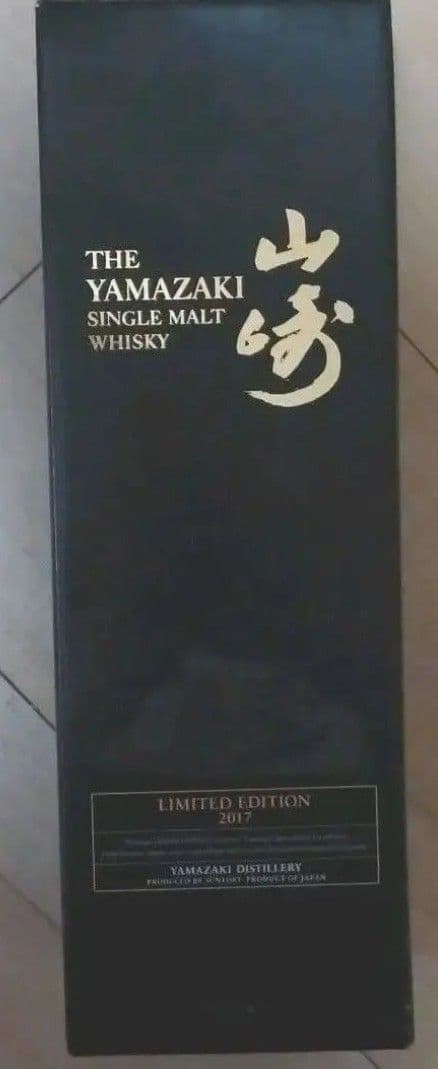 THE
YAMAZAKI
SINGLE MALT
WHISKY
山崎
LIMITED EDITION
2017
YAMAZAKI DISTILLERY
PRODUCED BY SUNTORY. PRODUCT OF JAPAN